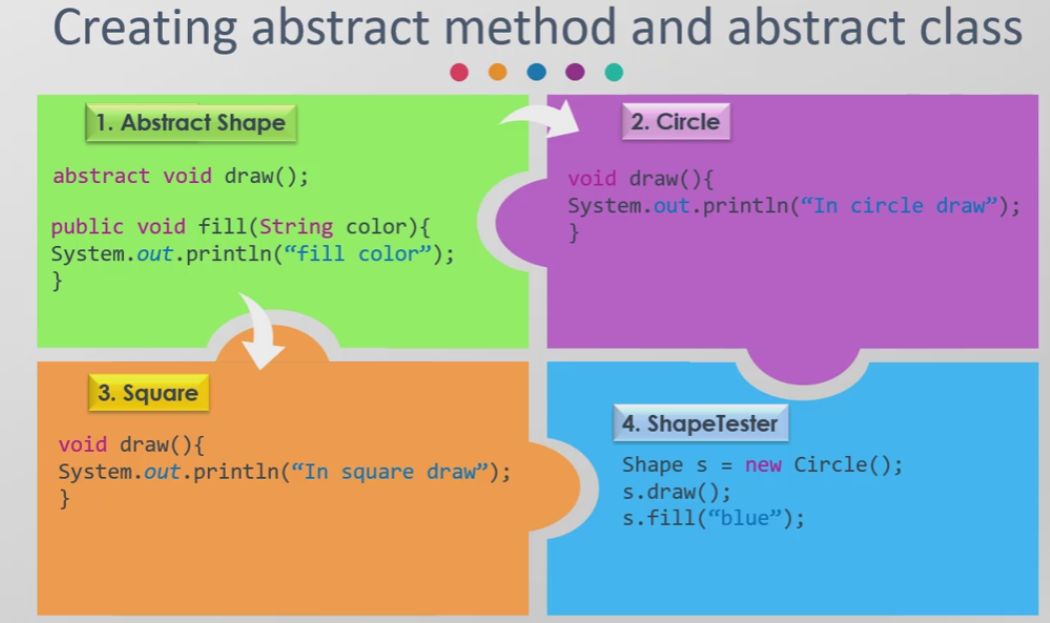 Creating abstract method and abstract class
1. Abstract Shape
abstract void draw();
public void fill(String color){
System.out.println(“fill color”);
}
2. Circle
void draw(){
System.out.println(“In circle draw”);
}
3. Square
void draw(){
System.out.println(“In square draw”);
}
4. ShapeTester
Shape s = new Circle();
s.draw();
s.fill(“blue”);